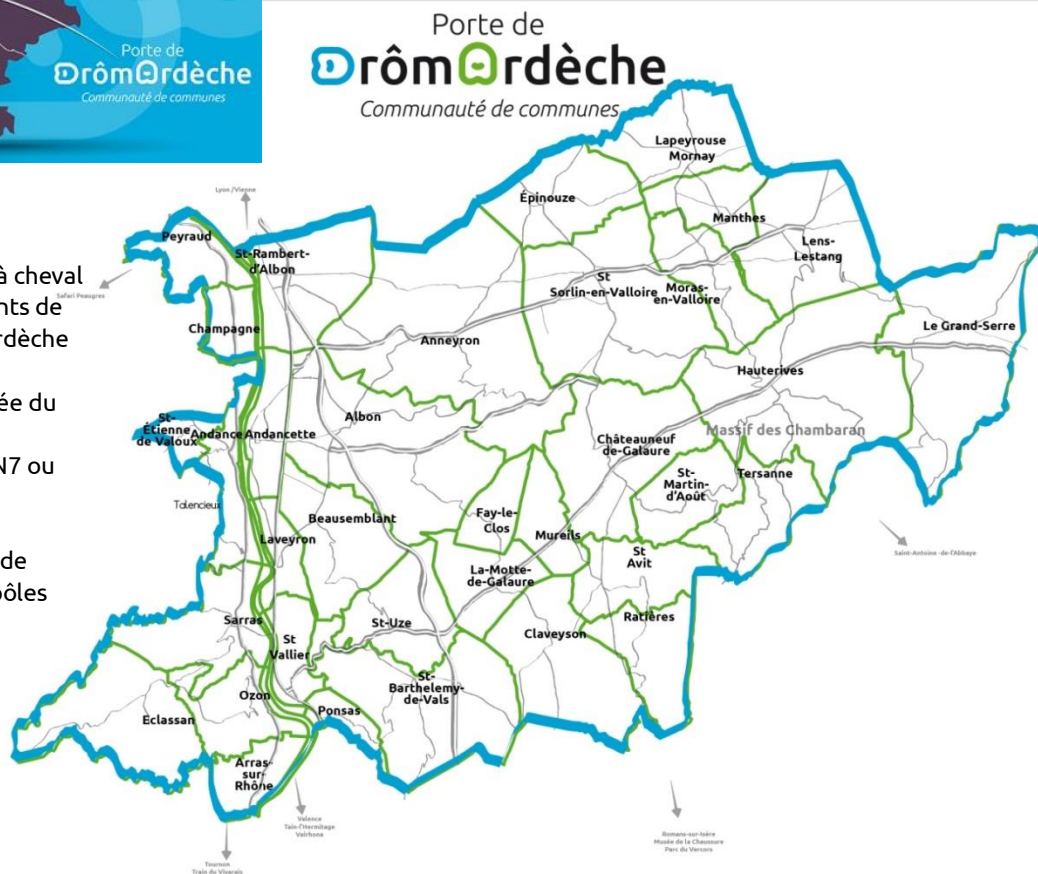 Porte de
DrômArdèche
Communauté de communes
Porte de
DrômArdèche
Communauté de communes
à cheval
nts de
rdèche
ée du
N7 ou
de
pôles
Lyon /Vienne
Safari Peaugres
Peyraud
St-Rambert-
d'Albon
Champagne
Épinouze
Lapeyrouse
Mornay
Manthes
Lens-
Lestang
St
Sorlin-en-Valloire
Moras-
en-Valloire
Anneyron
Le Grand-Serre
Hauterives
St-
Étienne
de Valoux
Andance
Andancette
Albon
Châteauneuf
de-Galaure
Massif des Chambaran
St-
Martin-
d'Août
Tersanne
Talencieux
Beausemblant
Fay-le-
Clos
Mureils
Laveyron
La-Motte-
de-Galaure
St
Avit
Saint-Antoine -de-l'Abbaye
Sarras
St
Vallier
St-Uze
Claveyson
Ratières
Ozon
St-
Barthelemy-
de-Vals
Eclassan
Ponsas
Arras-
sur-
Rhône
Valence
Tain-l'Hermitage
Valrhona
Tournon
Train du Vivarais
Romans-sur-Isère
Musée de la Chaussure
Parc du Vercors